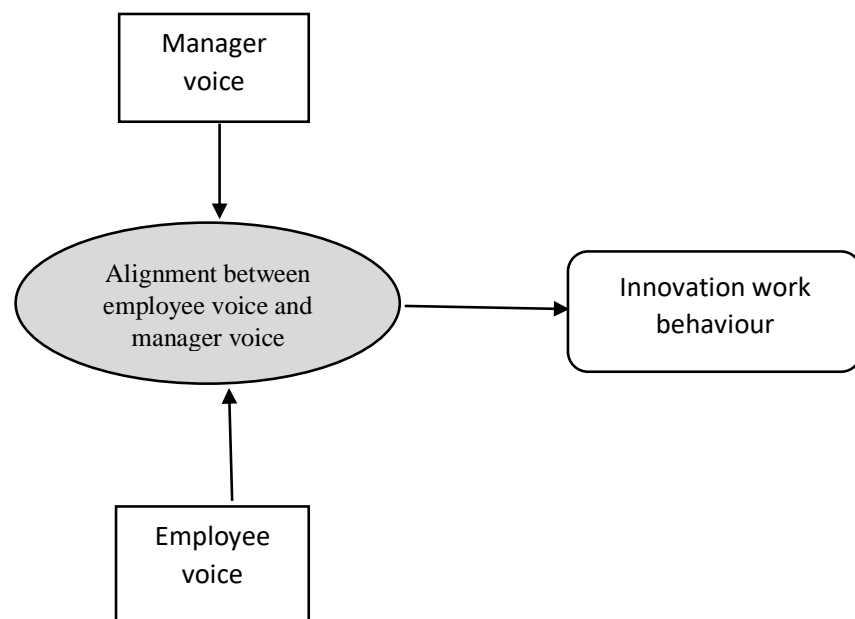 Manager
voice
Alignment between
employee voice and
manager voice
Innovation work
behaviour
Employee
voice